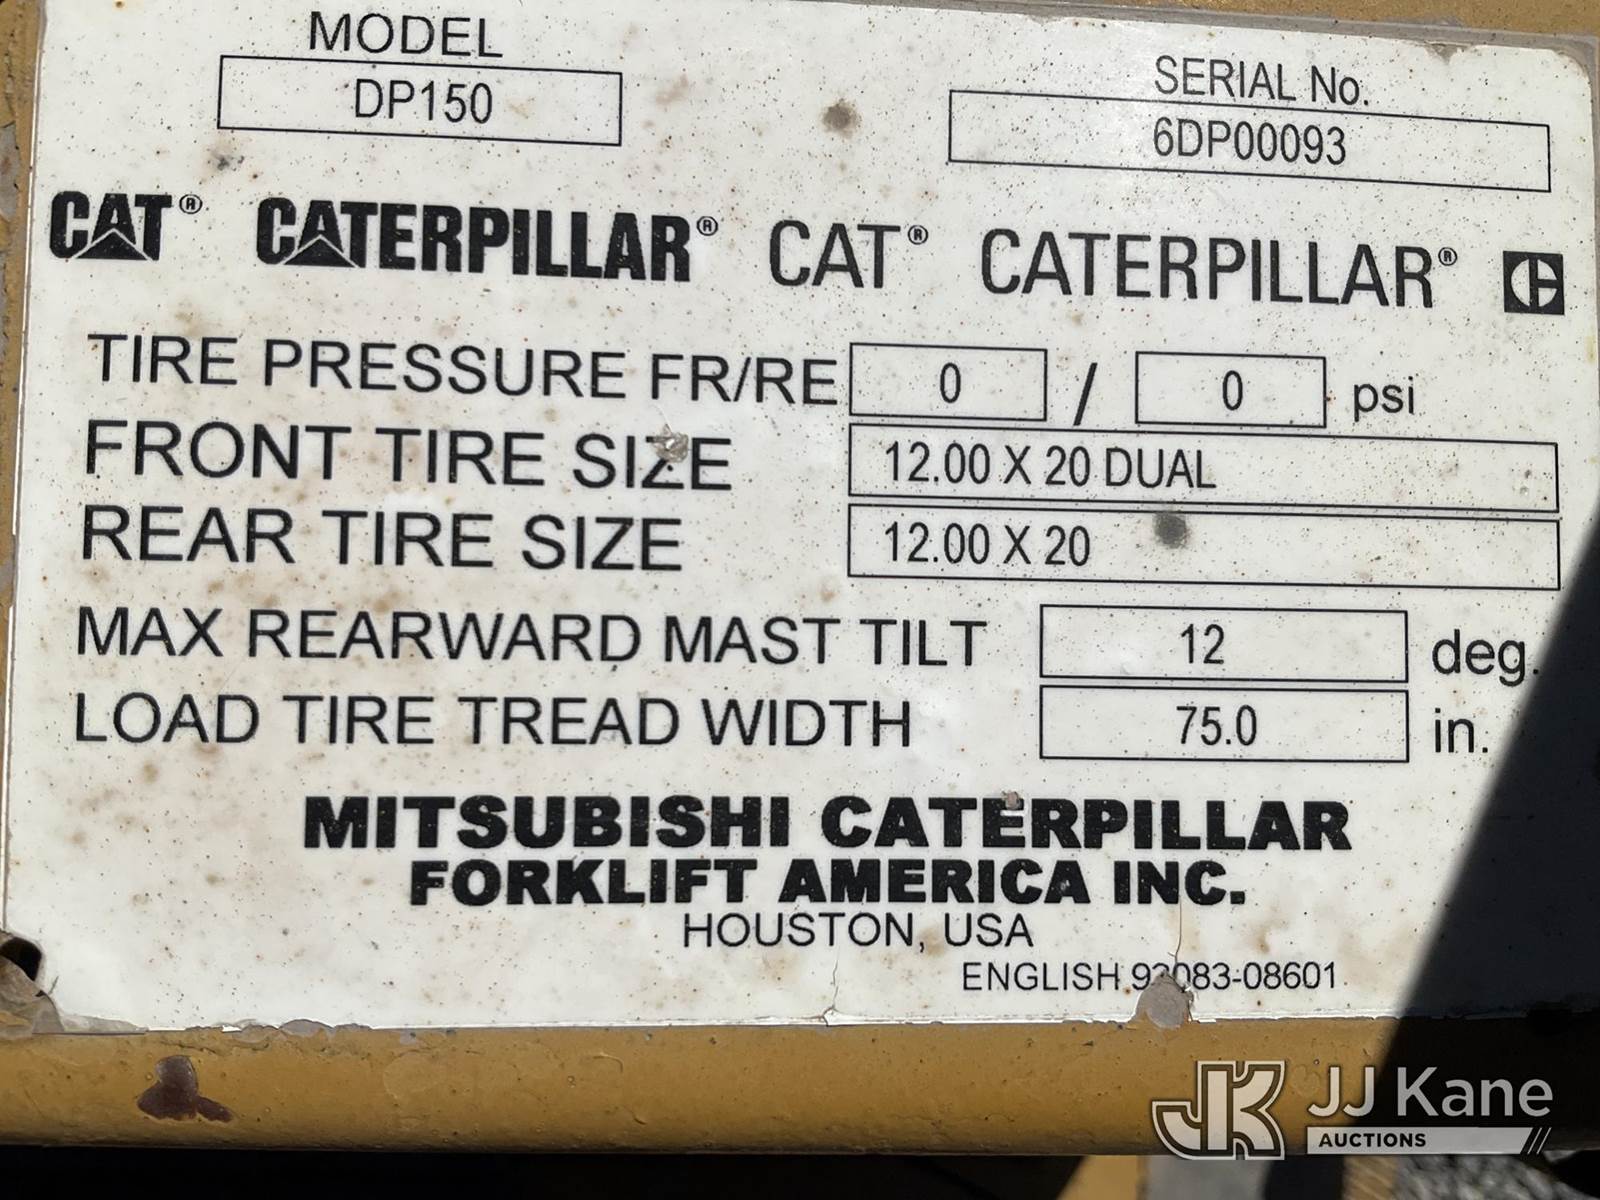 MODEL
DP150
SERIAL No.
6DP00093
CAT® CATERPILLAR® CAT® CATERPILLAR®
TIRE PRESSURE FR/RE 0 / 0 psi
FRONT TIRE SIZE 12.00 X 20 DUAL
REAR TIRE SIZE 12.00 X 20
MAX REARWARD MAST TILT 12 deg.
LOAD TIRE TREAD WIDTH 75.0 in.
MITSUBISHI CATERPILLAR
FORKLIFT AMERICA INC.
HOUSTON, USA
ENGLISH
JK JJ Kane
AUCTIONS